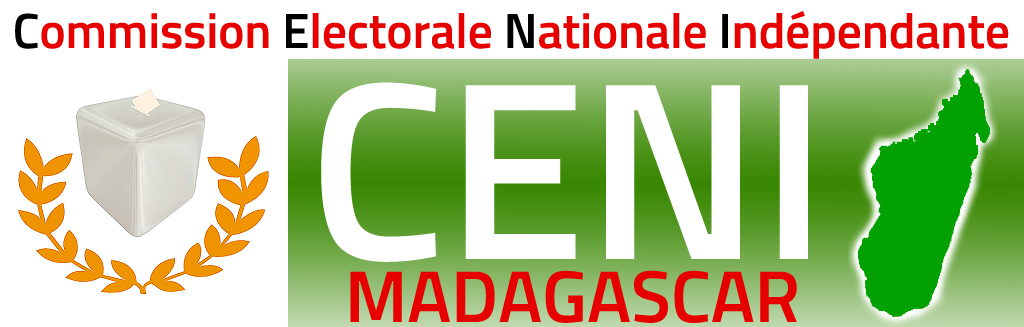 Commission Electorale Nationale Indépendante
CENI
MADAGASCAR